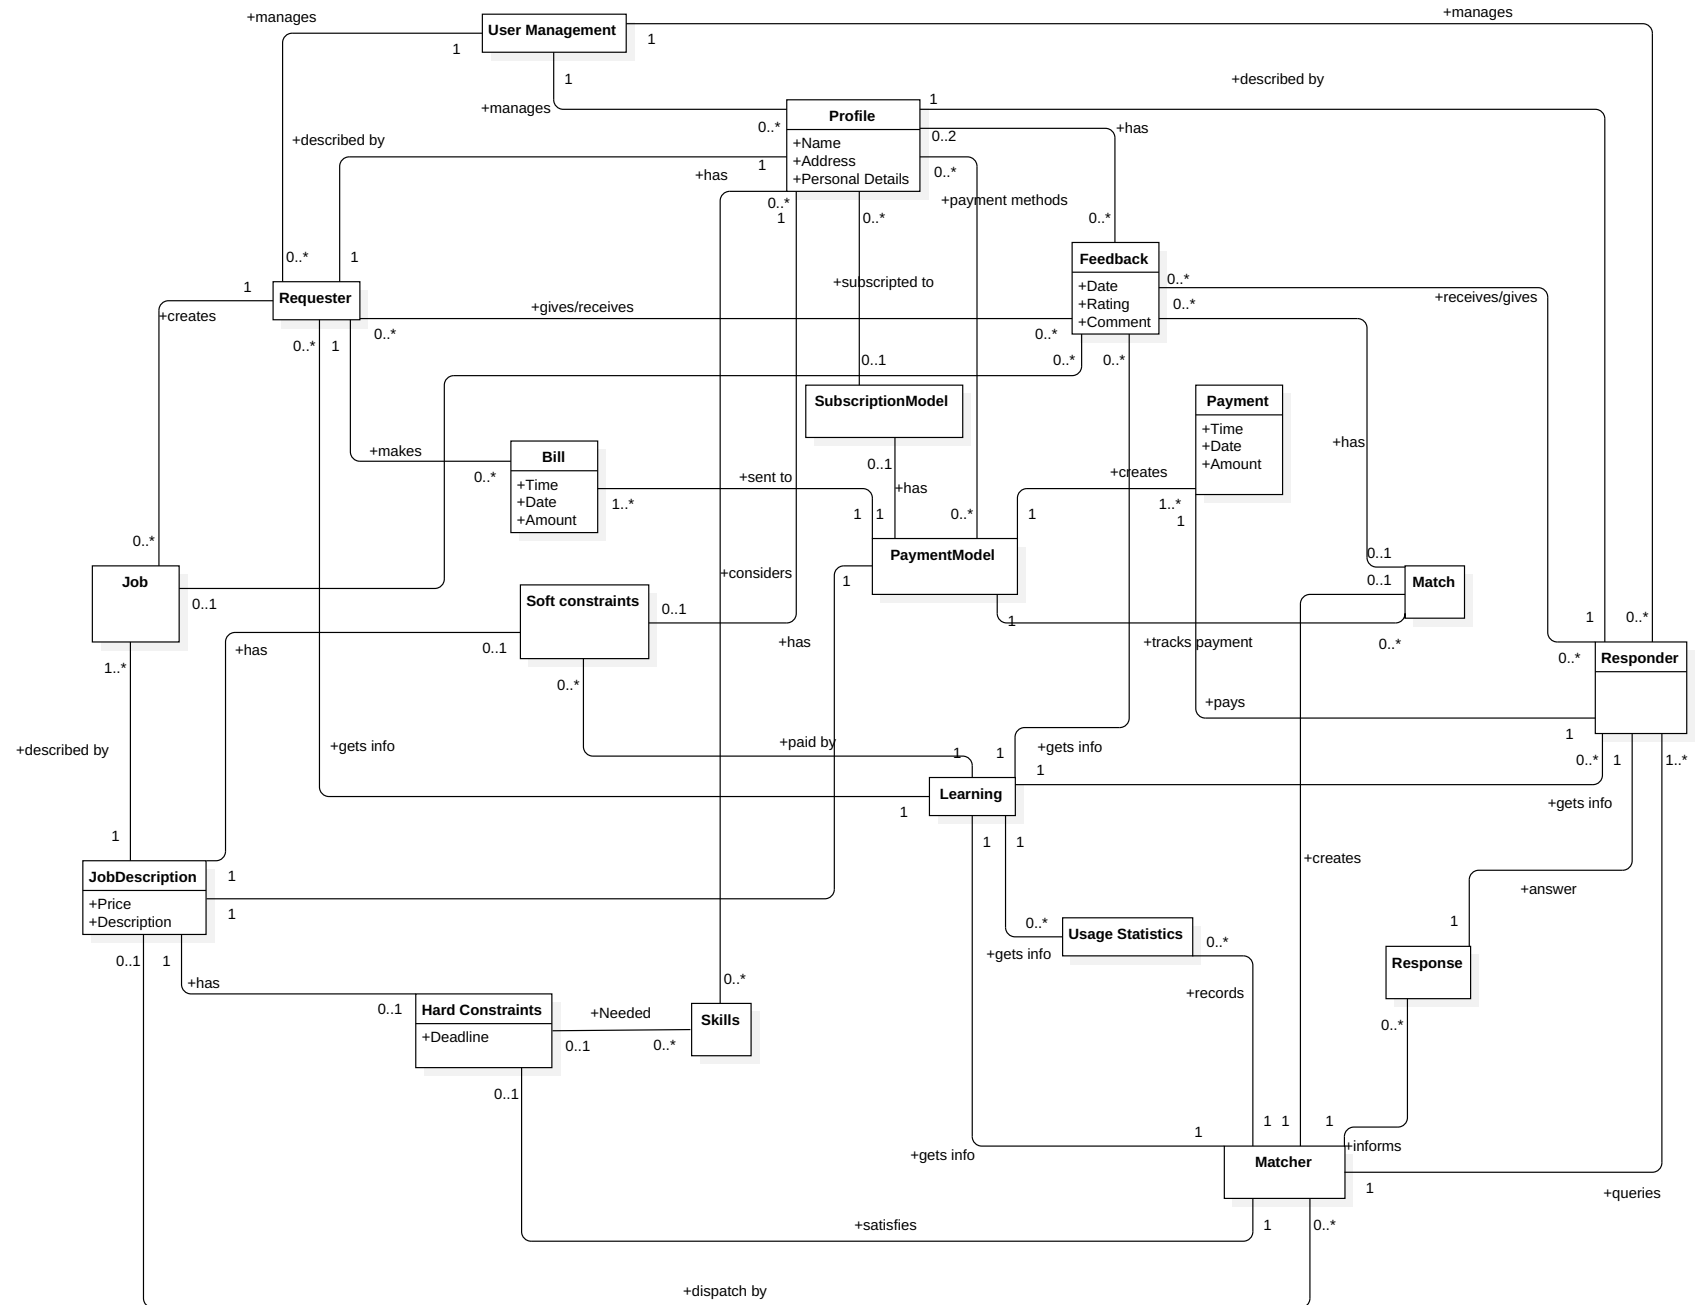 +manages
+manages
User Management
1
1
1
+described by
+manages
1
Profile
0..*
0..2
+has
+described by
+Name
+Address
+Personal Details
1
0..*
+has
0..*
+payment methods
1
0..*
0..*
0..*
1
Feedback
+Date
+Rating
+Comment
0..*
+subscripted to
1
Requester
+receives/gives
0..*
+creates
+gives/receives
0..*
0..*
0..*
1
0..1
0..*
0..*
SubscriptionModel
Payment
+Time
+Date
+Amount
+has
+makes
Bill
+Time
+Date
+Amount
0..1
0..*
+sent to
+creates
+has
1..*
1..*
1
1
0..*
1
1
0..*
PaymentModel
0..1
Job
+considers
1
0..1
Match
Soft constraints
0..1
0..1
1
1
0..*
+has
0..1
+has
+tracks payment
0..*
0..*
Responder
1..*
0..*
+pays
1
+described by
+gets info
+paid by
1
1
+gets info
0..*
1
1..*
1
Learning
+gets info
1
1
1
1
+creates
JobDescription
+Price
+Description
1
1
+answer
0..*
1
Usage Statistics
0..*
+gets info
0..1
1
Response
+has
0..*
+records
0..1
Hard Constraints
+Deadline
+Needed
Skills
0..*
0..1
0..*
0..1
1
1
1
1
+gets info
+informs
Matcher
1
+queries
+satisfies
1
0..*
+dispatch by